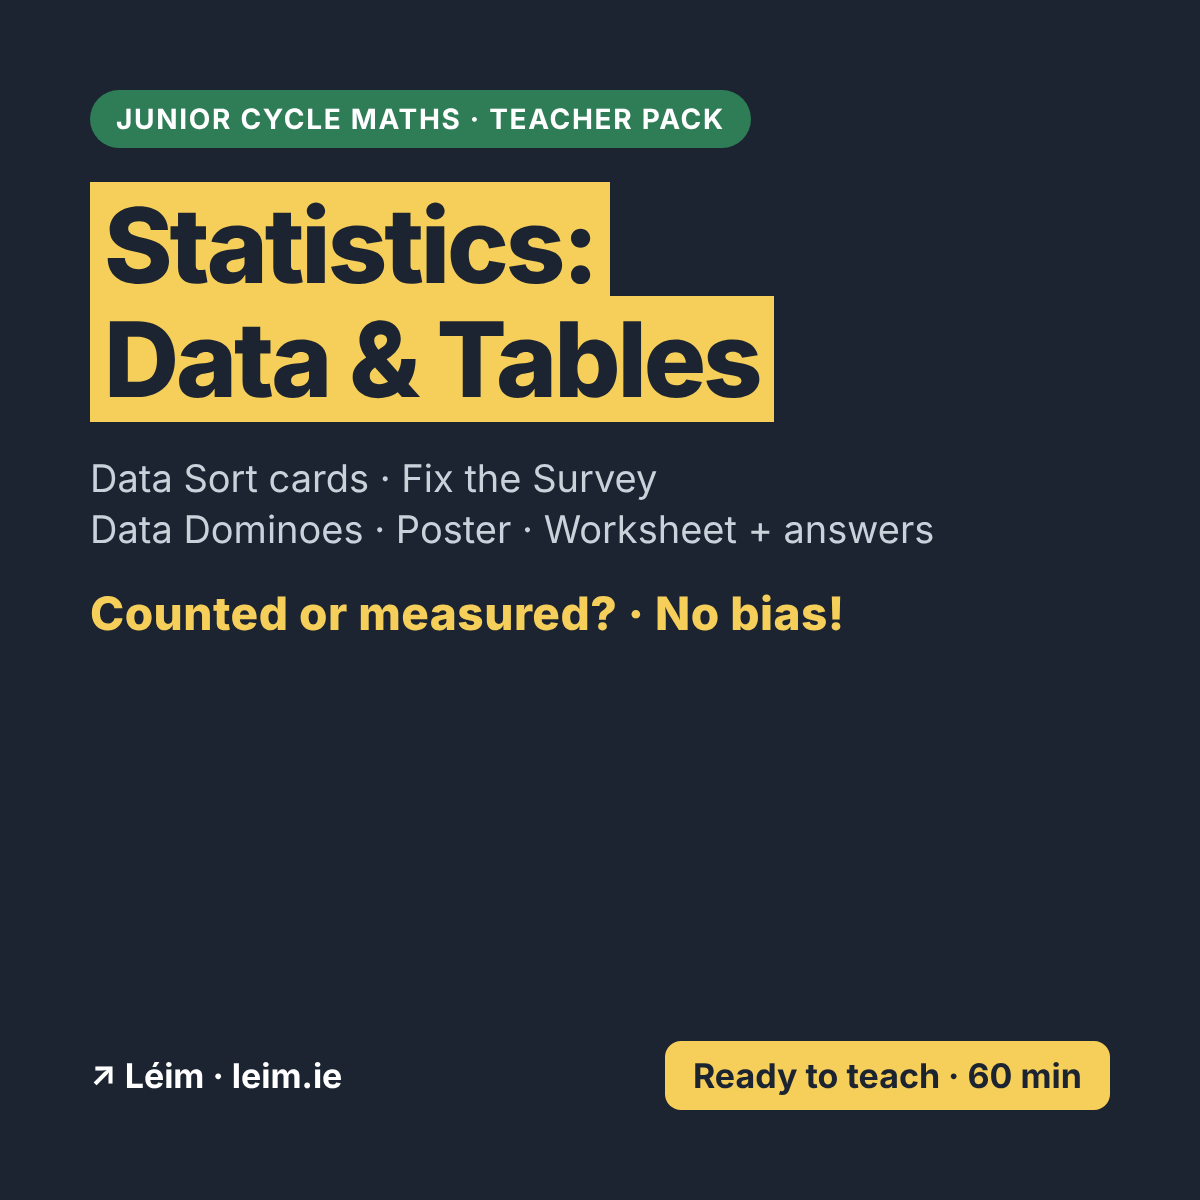 JUNIOR CYCLE MATHS · TEACHER PACK
Statistics:
Data & Tables
Data Sort cards · Fix the Survey
Data Dominoes · Poster · Worksheet + answers
Counted or measured? · No bias!
↗ Léim · leim.ie
Ready to teach · 60 min